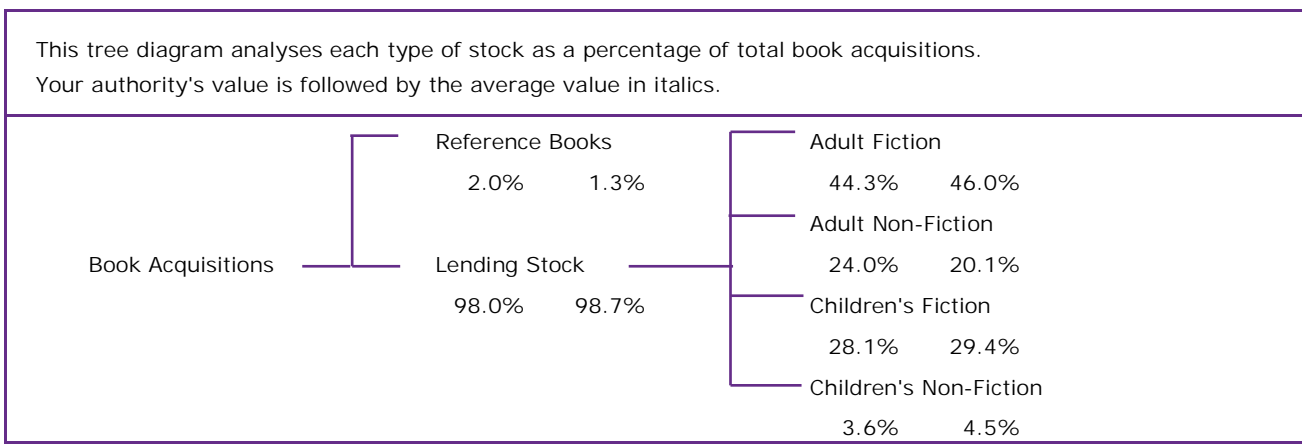 This tree diagram analyses each type of stock as a percentage of total book acquisitions.
Your authority's value is followed by the average value in italics.
Reference Books
2.0% 1.3%
Book Acquisitions
Lending Stock
98.0% 98.7%
Adult Fiction
44.3% 46.0%
Adult Non-Fiction
24.0% 20.1%
Children's Fiction
28.1% 29.4%
Children's Non-Fiction
3.6% 4.5%